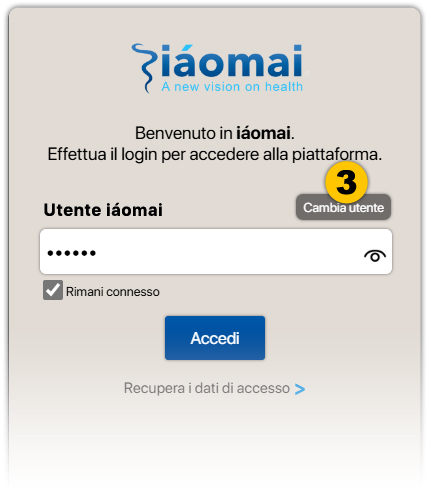 iáomai
A new vision on health
Benvenuto in iáomai.
Effettua il login per accedere alla piattaforma.
3
Utente iáomai
Cambia utente
••••••
Rimani connesso
Accedi
Recupera i dati di accesso >